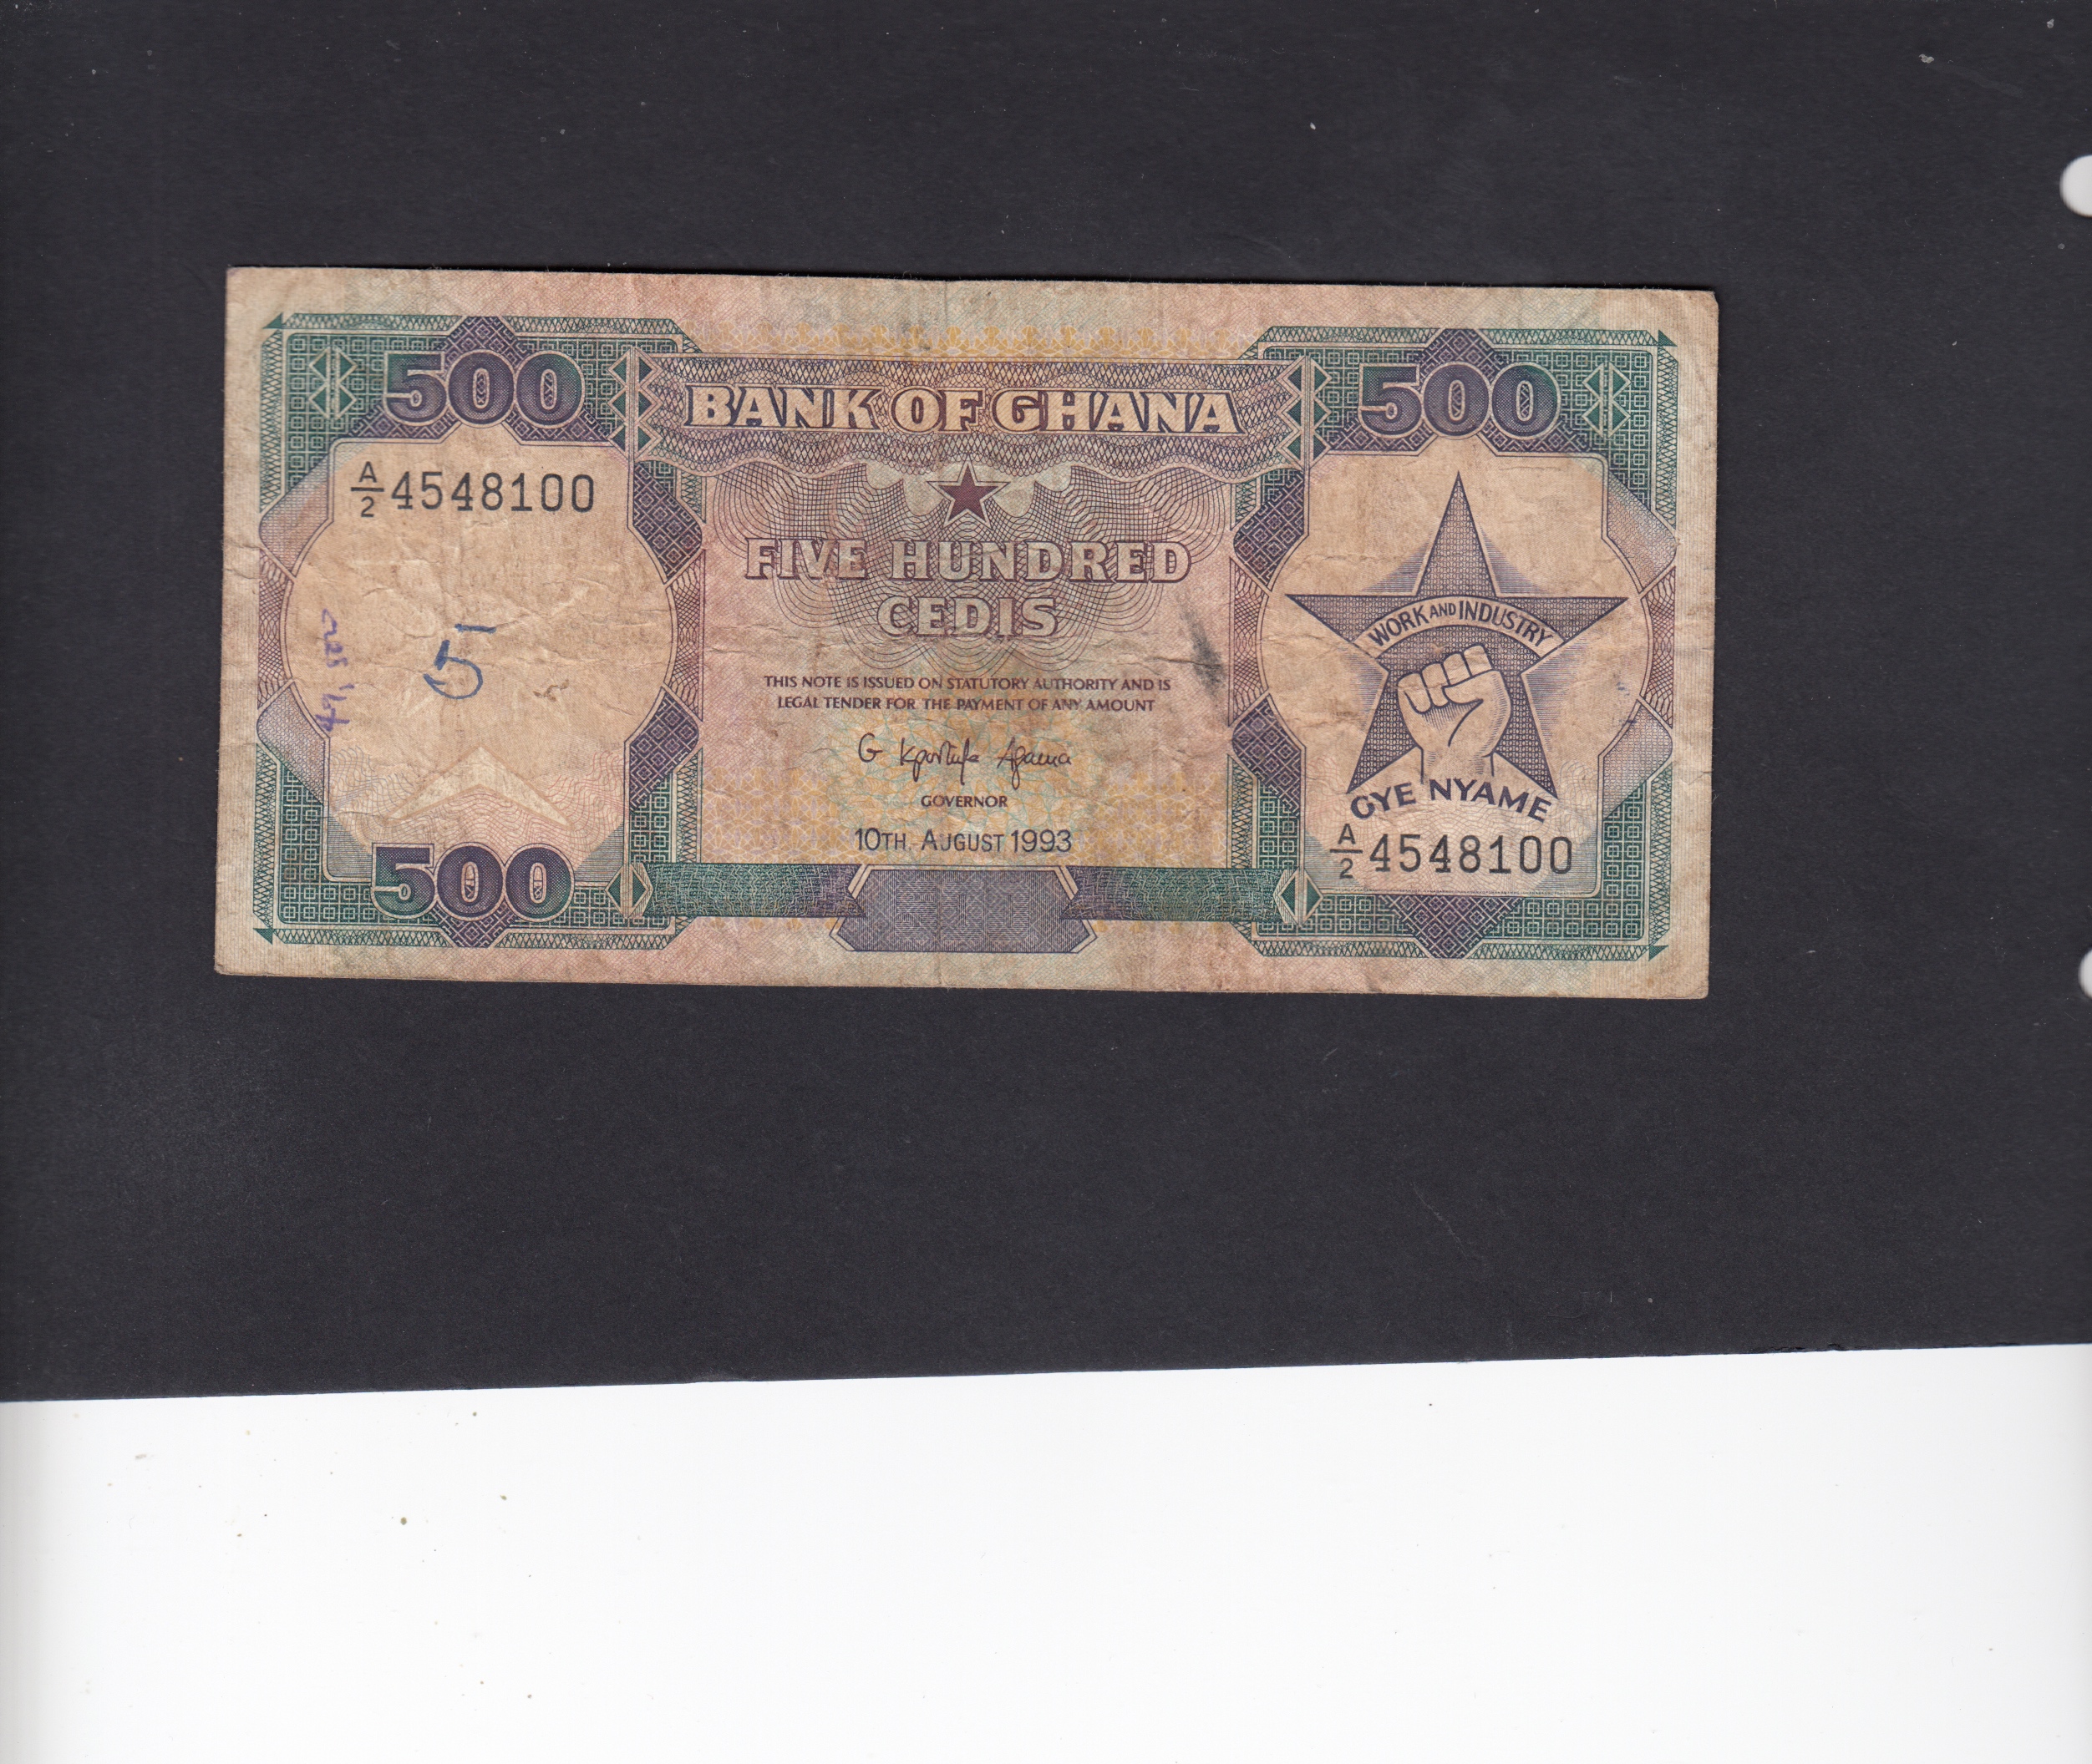 500
BANK OF GHANA
500
A/2 4548100
FIVE HUNDRED
CEDIS
WORK AND INDUSTRY
5
THIS NOTE IS ISSUED ON STATUTORY AUTHORITY AND IS
LEGAL TENDER FOR THE PAYMENT OF ANY AMOUNT
GOVERNOR
10TH. AUGUST 1993
GYE NYAME
A/2 4548100
500